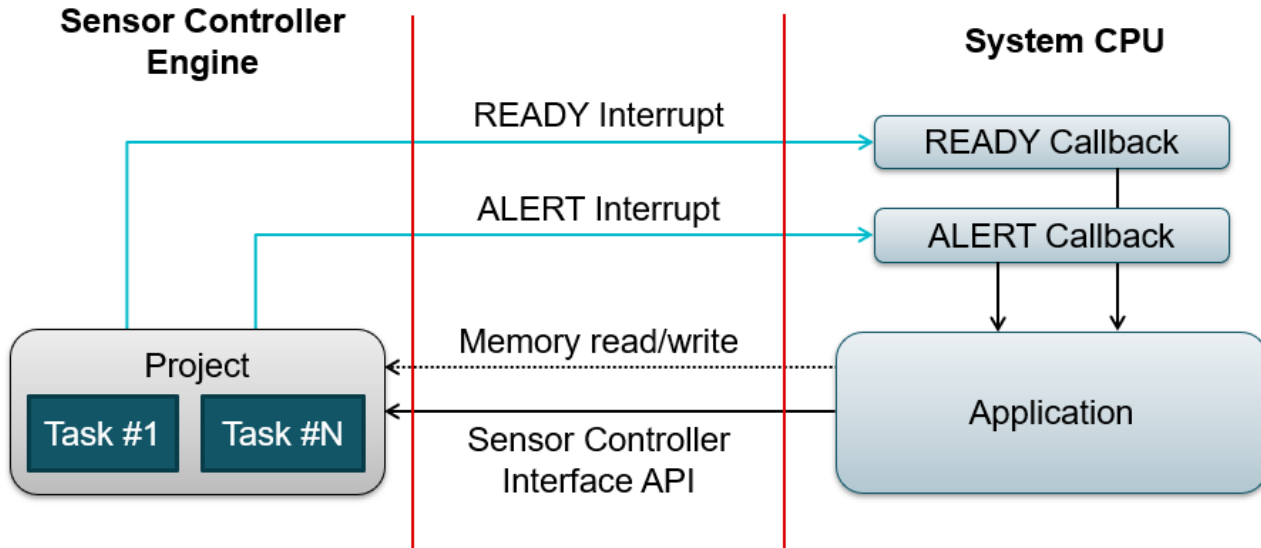 Sensor Controller
Engine
System CPU
READY Interrupt
READY Callback
ALERT Interrupt
ALERT Callback
Project
Task #1
Task #N
Memory read/write
Sensor Controller
Interface API
Application